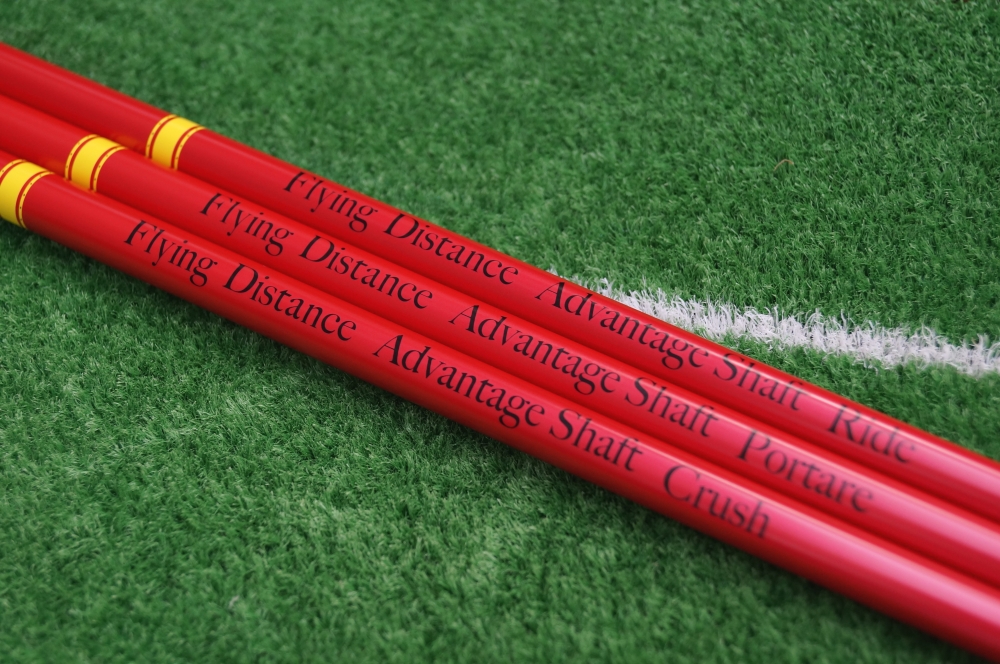 Flying Distance Advantage Shaft Ride
Flying Distance Advantage Shaft Portare
Flying Distance Advantage Shaft Crush